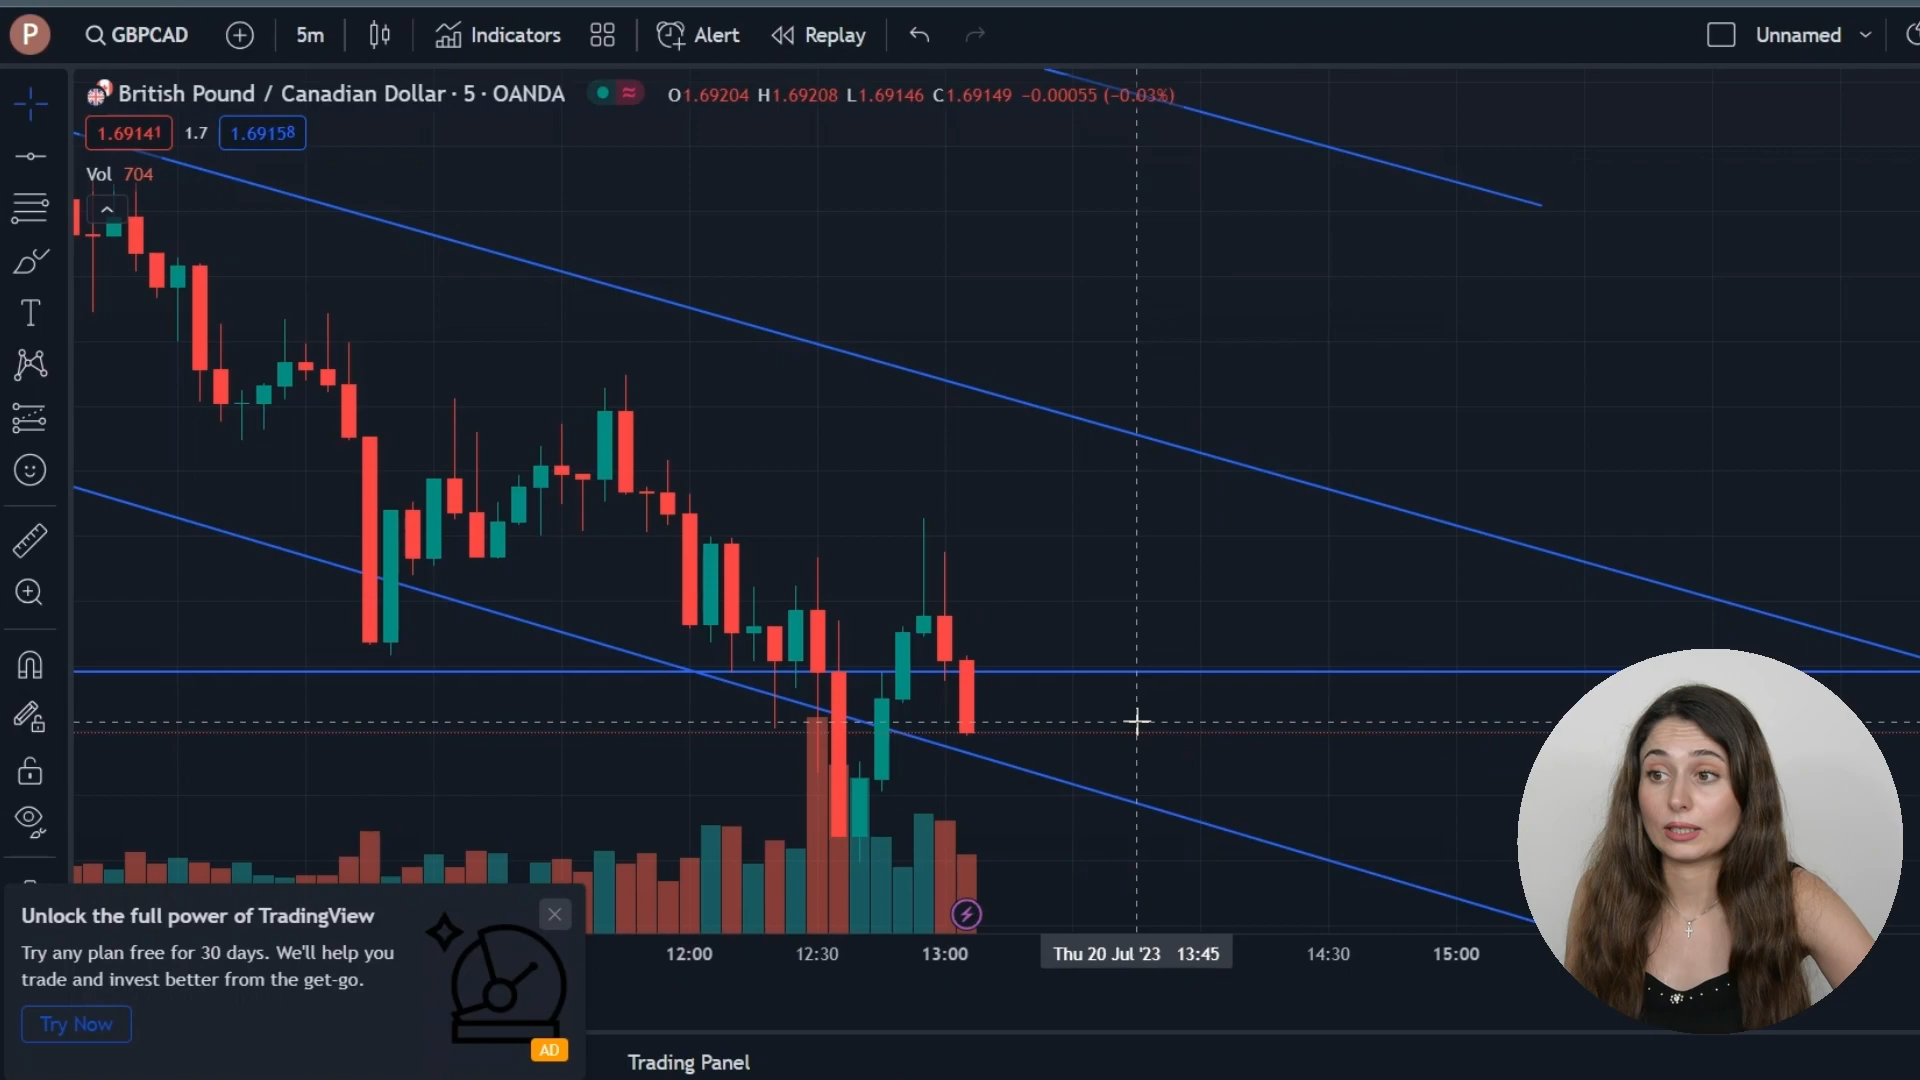 P GBPCAD 5m Indicators Alert Replay Unnamed
British Pound / Canadian Dollar · 5 · OANDA O1.69204 H1.69208 L1.69146 C1.69149 −0.00055 (−0.03%)
1.69141 1.7 1.69158
Vol 704
Unlock the full power of TradingView
Try any plan free for 30 days. We'll help you
trade and invest better from the get-go.
Try Now
AD
12:00 12:30 13:00 Thu 20 Jul '23 13:45 14:30 15:00
Trading Panel